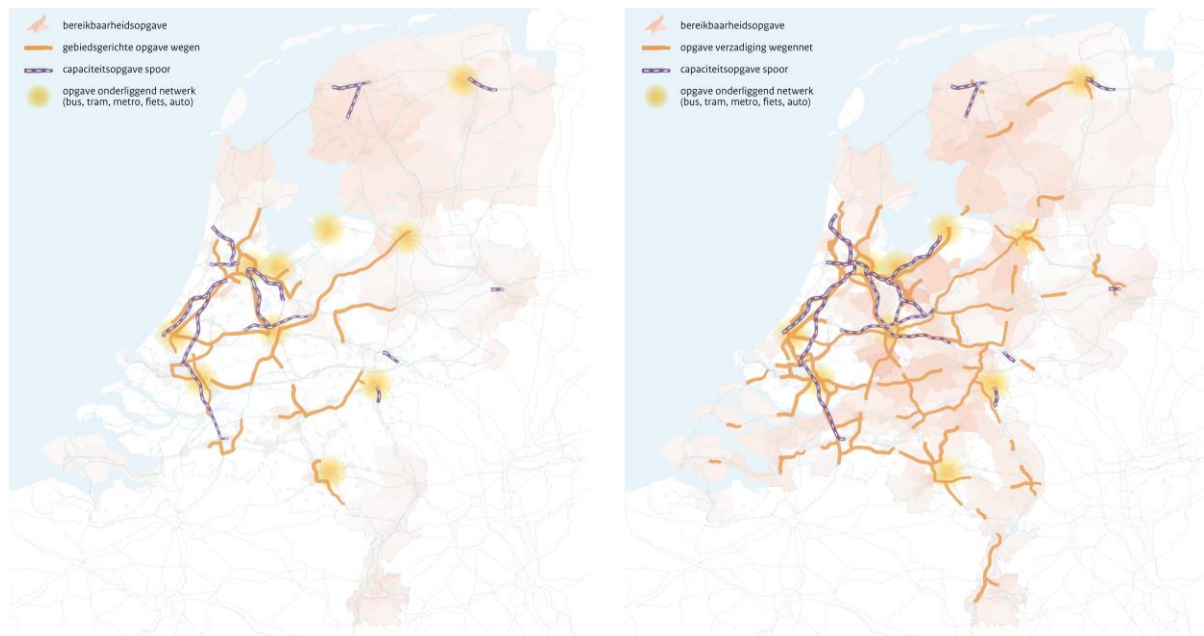 bereikbaarheidsopgave
gebiedsgerichte opgave wegen
capaciteitsopgave spoor
opgave onderliggend netwerk
(bus, tram, metro, fiets, auto)
bereikbaarheidsopgave
opgave verzadiging wegennet
capaciteitsopgave spoor
opgave onderliggend netwerk
(bus, tram, metro, fiets, auto)